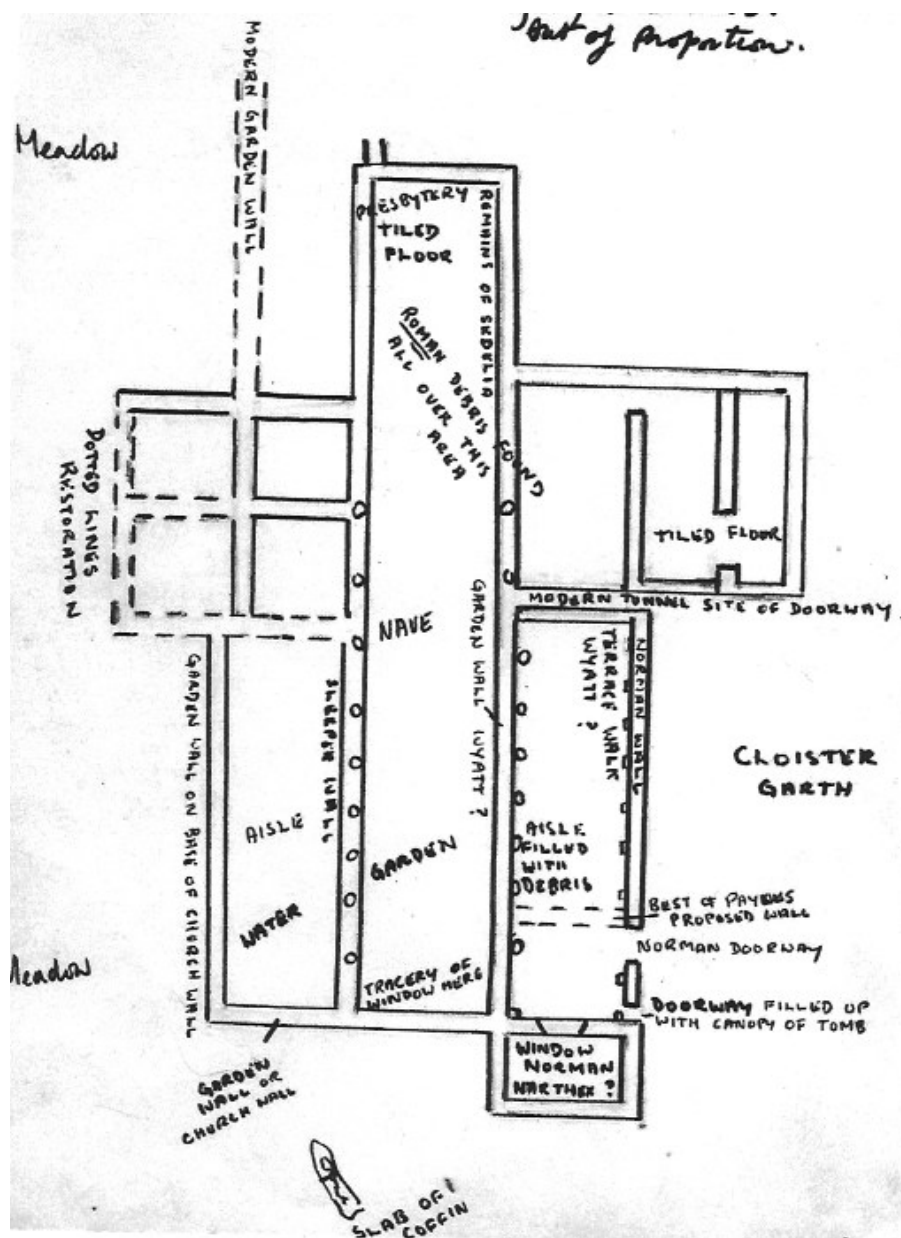 out of proportion.
MODERN GARDEN WALL
Meadow
PRESBYTERY
TILED
FLOOR
REMAINS OF SEDELIA
ROMAN DEBRIS FOUND
ALL OVER THIS
AREA
DOTTED LINES
RESTORATION
TILED FLOOR
MODERN TUNNEL SITE OF DOORWAY
NAVE
GARDEN WALL WYATT?
TERRACE WALK
WYATT?
NORMAN WALL
SLEEPER WALL
GARDEN WALL ON BASE OF CHURCH WALL
CLOISTER
GARTH
AISLE
GARDEN
AISLE
FILLED
WITH
DEBRIS
WATER
BEST OF PAYENS
PROPOSED WALL
NORMAN DOORWAY
Meadow
TRACERY OF
WINDOW HERE
DOORWAY FILLED UP
WITH CANOPY OF TOMB
WINDOW
NORMAN
NARTHEX?
GARDEN
WALL OR
CHURCH WALL
SLAB OF
COFFIN